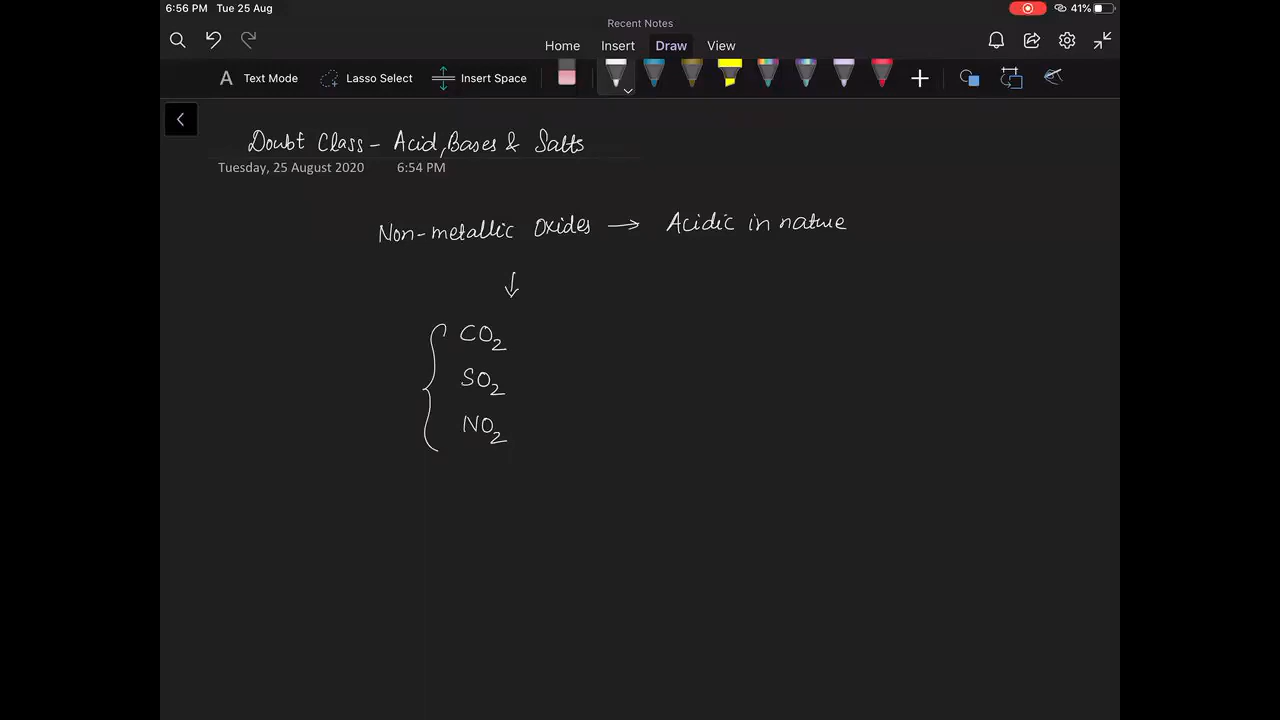 6:56 PM Tue 25 Aug 41%
Recent Notes
Home Insert Draw View
Text Mode Lasso Select Insert Space
Doubt Class - Acid, Bases & Salts
Tuesday, 25 August 2020 6:54 PM
Non-metallic Oxides → Acidic in nature
↓
CO₂
SO₂
NO₂